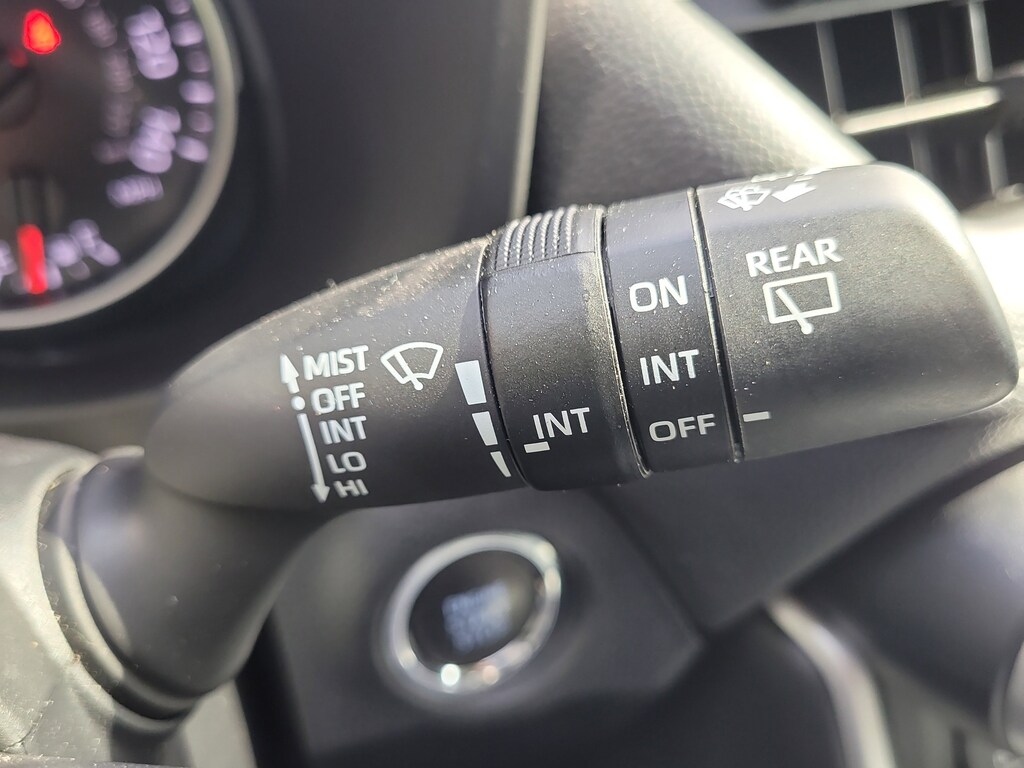 MIST
OFF
INT
LO
HI
INT
ON
INT
OFF
REAR